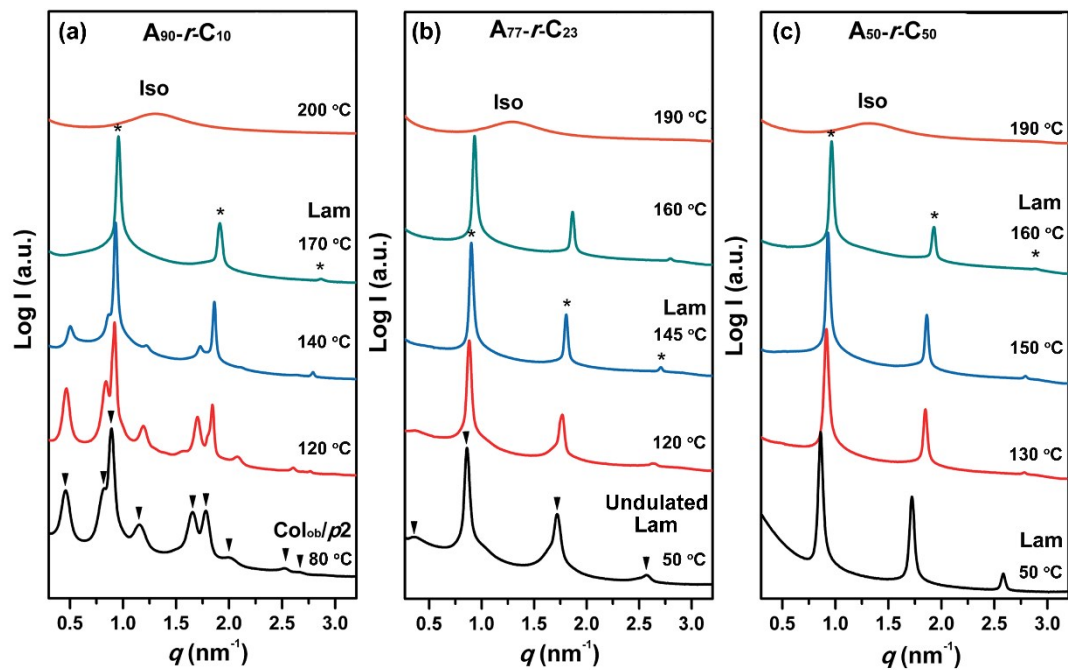 (a) A90-r-C10
Iso
200 °C
*
Lam
*
170 °C
*
140 °C
120 °C
Colob/p2
80 °C
Log I (a.u.)
0.5 1.0 1.5 2.0 2.5 3.0
q (nm-1)
(b) A77-r-C23
Iso
190 °C
160 °C
*
Lam
*
145 °C
*
120 °C
Undulated
Lam
50 °C
Log I (a.u.)
0.5 1.0 1.5 2.0 2.5 3.0
q (nm-1)
(c) A50-r-C50
Iso
190 °C
*
Lam
*
160 °C
*
150 °C
130 °C
Lam
50 °C
Log I (a.u.)
0.5 1.0 1.5 2.0 2.5 3.0
q (nm-1)